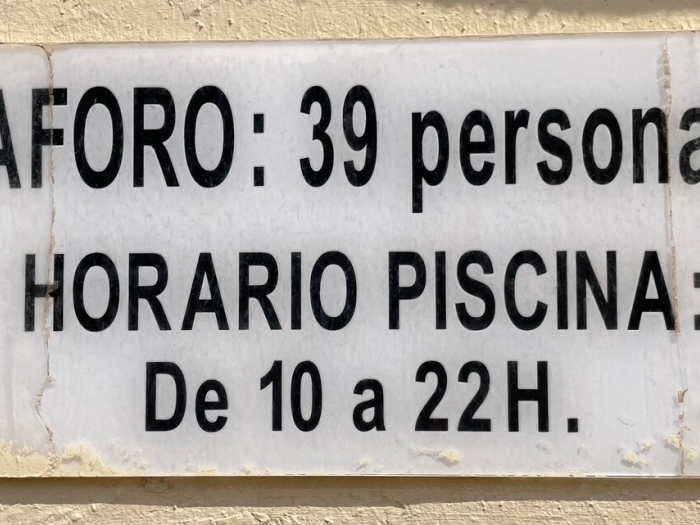 AFORO: 39 persona
HORARIO PISCINA:
De 10 a 22H.